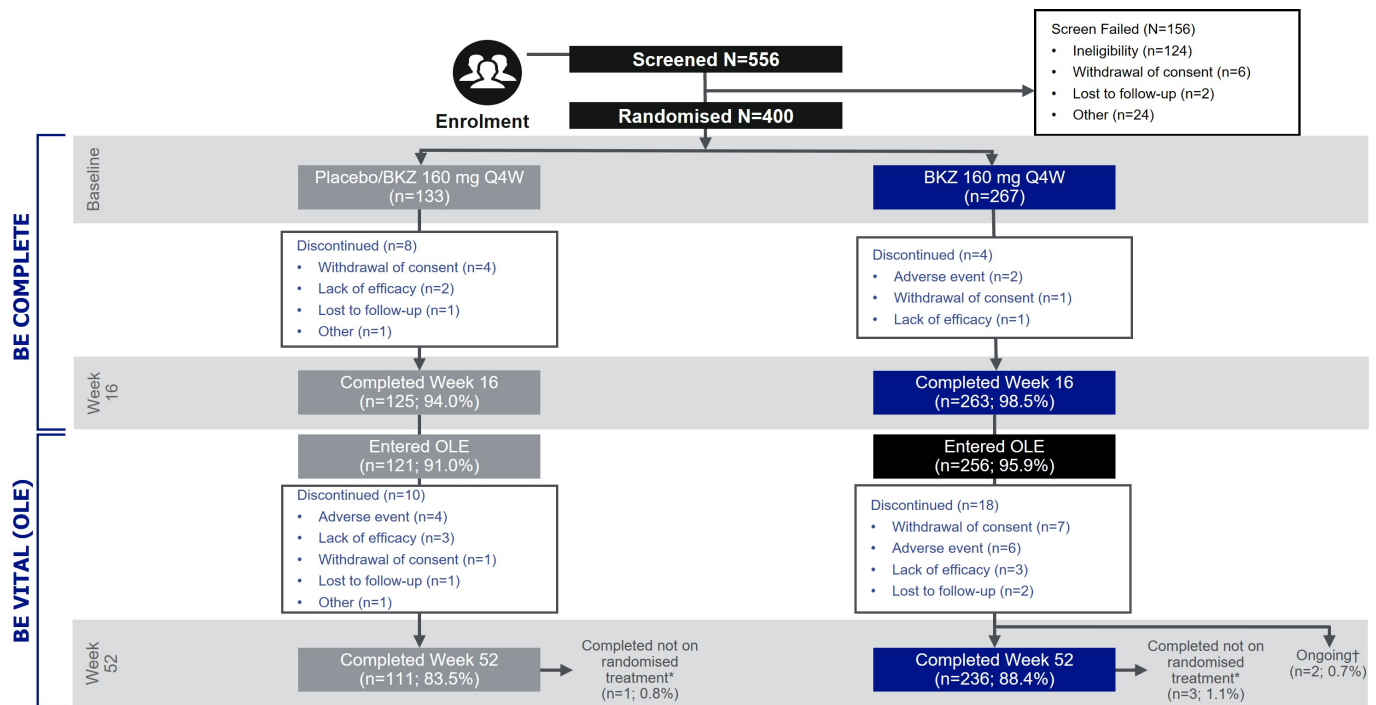 Screened N=556
Enrolment
Randomised N=400
Screen Failed (N=156)
• Ineligibility (n=124)
• Withdrawal of consent (n=6)
• Lost to follow-up (n=2)
• Other (n=24)
BE COMPLETE
Baseline
Placebo/BKZ 160 mg Q4W
(n=133)
BKZ 160 mg Q4W
(n=267)
Discontinued (n=8)
• Withdrawal of consent (n=4)
• Lack of efficacy (n=2)
• Lost to follow-up (n=1)
• Other (n=1)
Discontinued (n=4)
• Adverse event (n=2)
• Withdrawal of consent (n=1)
• Lack of efficacy (n=1)
Week
16
Completed Week 16
(n=125; 94.0%)
Completed Week 16
(n=263; 98.5%)
BE VITAL (OLE)
Entered OLE
(n=121; 91.0%)
Entered OLE
(n=256; 95.9%)
Discontinued (n=10)
• Adverse event (n=4)
• Lack of efficacy (n=3)
• Withdrawal of consent (n=1)
• Lost to follow-up (n=1)
• Other (n=1)
Discontinued (n=18)
• Withdrawal of consent (n=7)
• Adverse event (n=6)
• Lack of efficacy (n=3)
• Lost to follow-up (n=2)
Week
52
Completed Week 52
(n=111; 83.5%)
Completed not on
randomised
treatment*
(n=1; 0.8%)
Completed Week 52
(n=236; 88.4%)
Completed not on
randomised
treatment*
(n=3; 1.1%)
Ongoing†
(n=2; 0.7%)